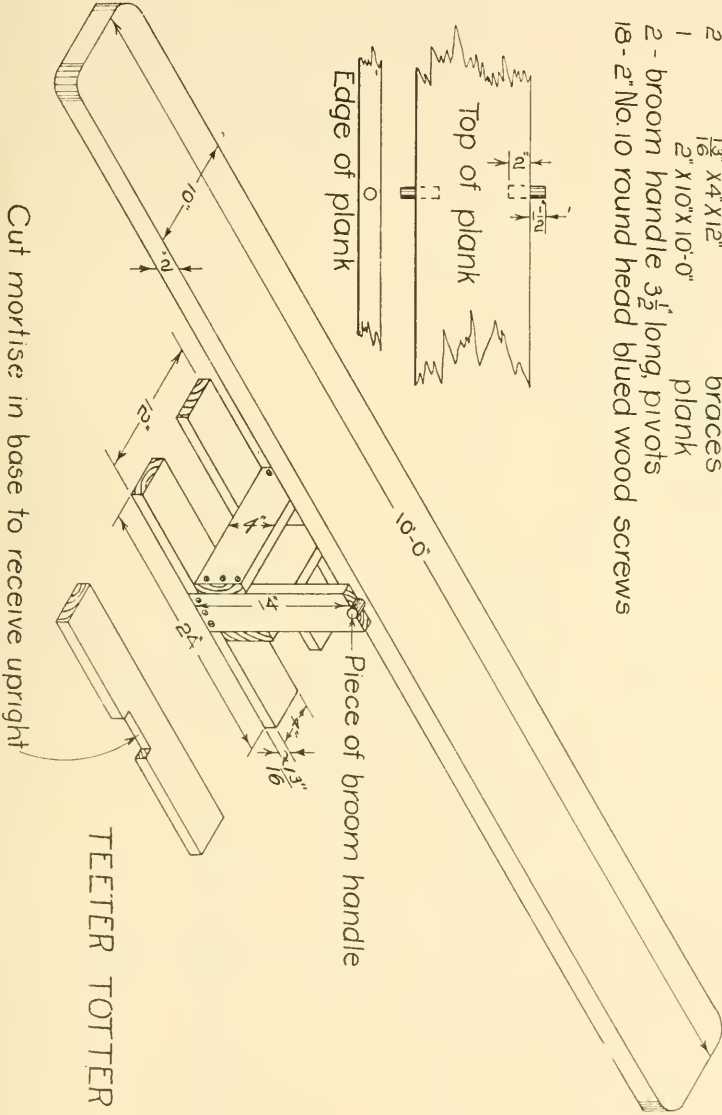 2 13/16" X 4" X 12" braces
1 2" X 10" X 10'-0" plank
2 - broom handle 3 1/2" long, pivots
18 - 2" No. 10 round head blued wood screws
Top of plank
2"
1 1/2"
Edge of plank
10"
2"
10'-0"
12"
4"
14"
24"
4"
13/16"
Piece of broom handle
Cut mortise in base to receive upright
TEETER TOTTER